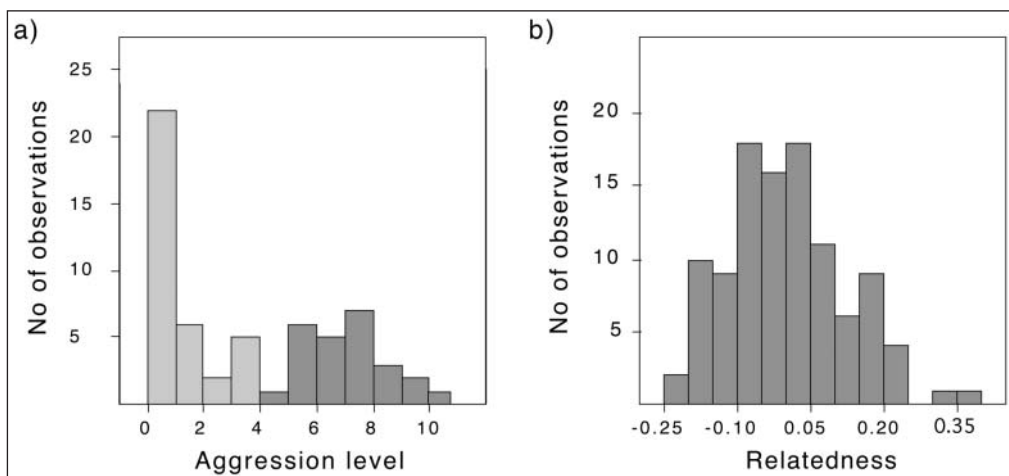 a)
No of observations
25
20
15
10
5
0 2 4 6 8 10
Aggression level
b)
No of observations
20
15
10
5
-0.25 -0.10 0.05 0.20 0.35
Relatedness